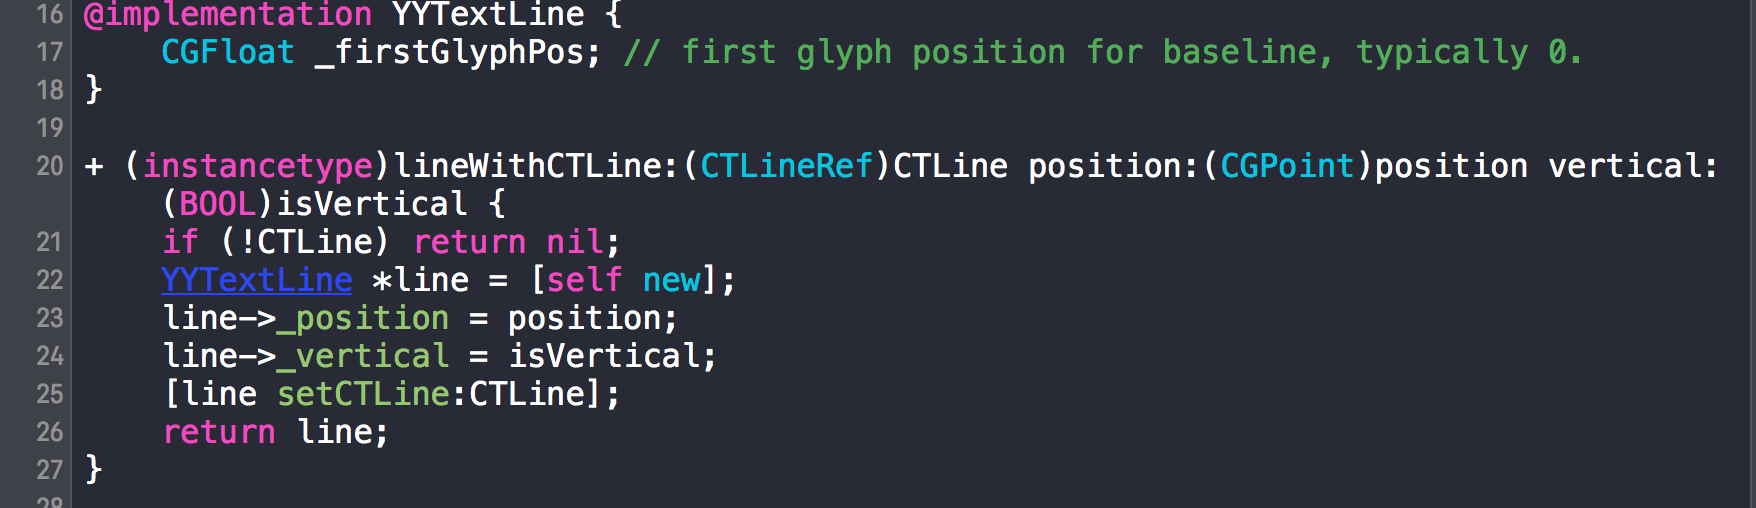 16 @implementation YYTextLine {
17     CGFloat _firstGlyphPos; // first glyph position for baseline, typically 0.
18 }
19
20 + (instancetype)lineWithCTLine:(CTLineRef)CTLine position:(CGPoint)position vertical:
    (BOOL)isVertical {
21     if (!CTLine) return nil;
22     YYTextLine *line = [self new];
23     line->_position = position;
24     line->_vertical = isVertical;
25     [line setCTLine:CTLine];
26     return line;
27 }
28